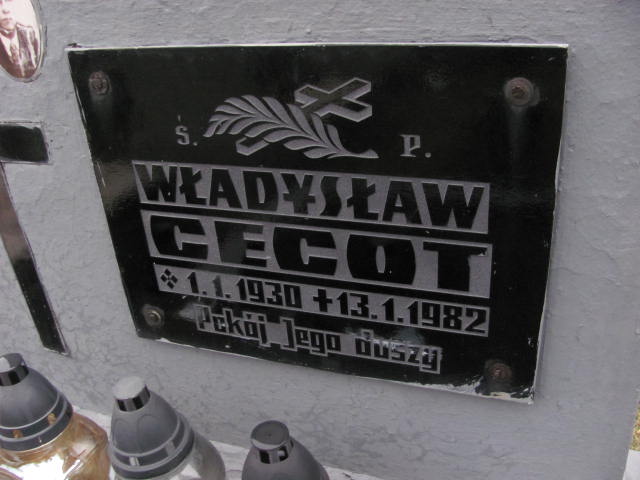 Ś. P.
WŁADYSŁAW
CECOT
1.1.1930 +13.1.1982
Pokój Jego duszy